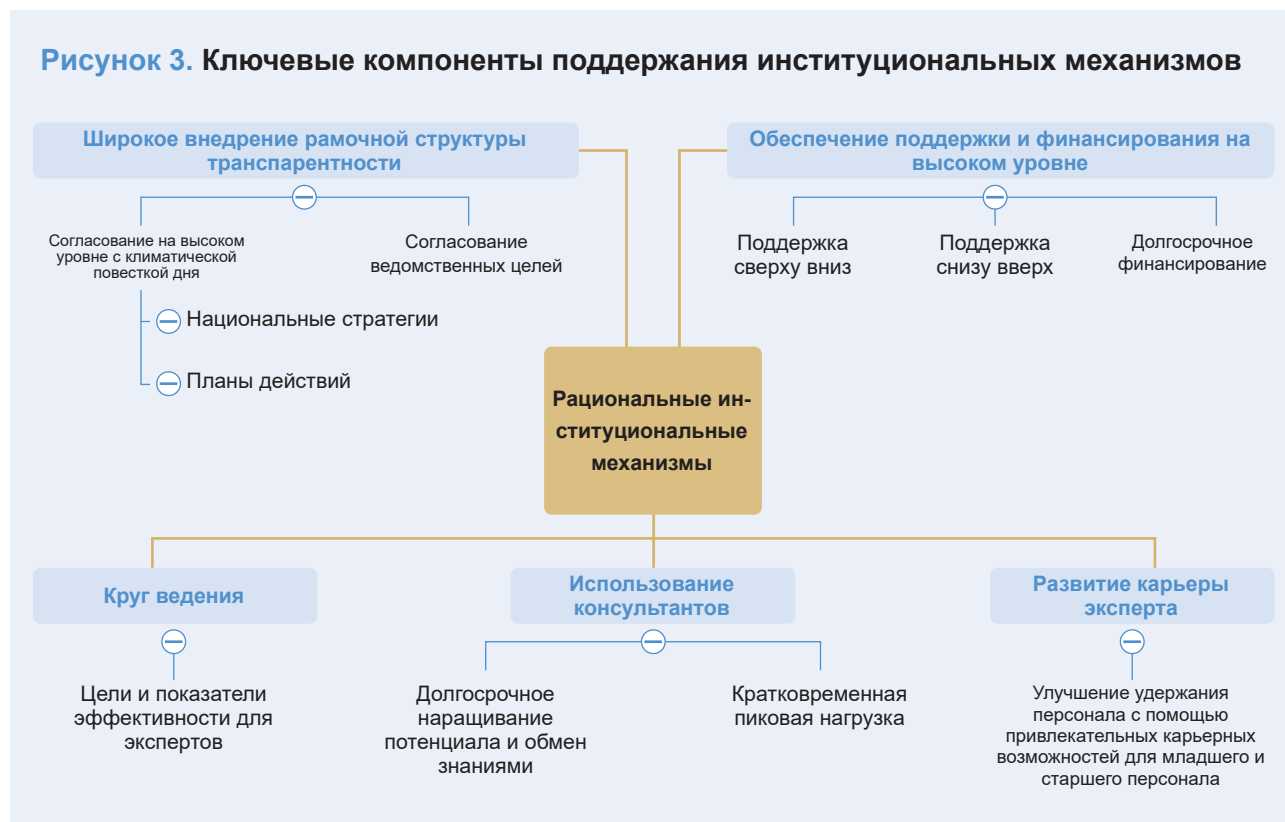 Рисунок 3. Ключевые компоненты поддержания институциональных механизмов
Широкое внедрение рамочной структуры
транспарентности
Обеспечение поддержки и финансирования на
высоком уровне
Согласование на высоком
уровне с климатической
повесткой дня
Согласование
ведомственных целей
Поддержка
сверху вниз
Поддержка
снизу вверх
Долгосрочное
финансирование
Национальные стратегии
Планы действий
Рациональные ин-
ституциональные
механизмы
Круг ведения
Использование
консультантов
Развитие карьеры
эксперта
Цели и показатели
эффективности для
экспертов
Долгосрочное
наращивание
потенциала и обмен
знаниями
Кратковременная
пиковая нагрузка
Улучшение удержания
персонала с помощью
привлекательных карьерных
возможностей для младшего и
старшего персонала